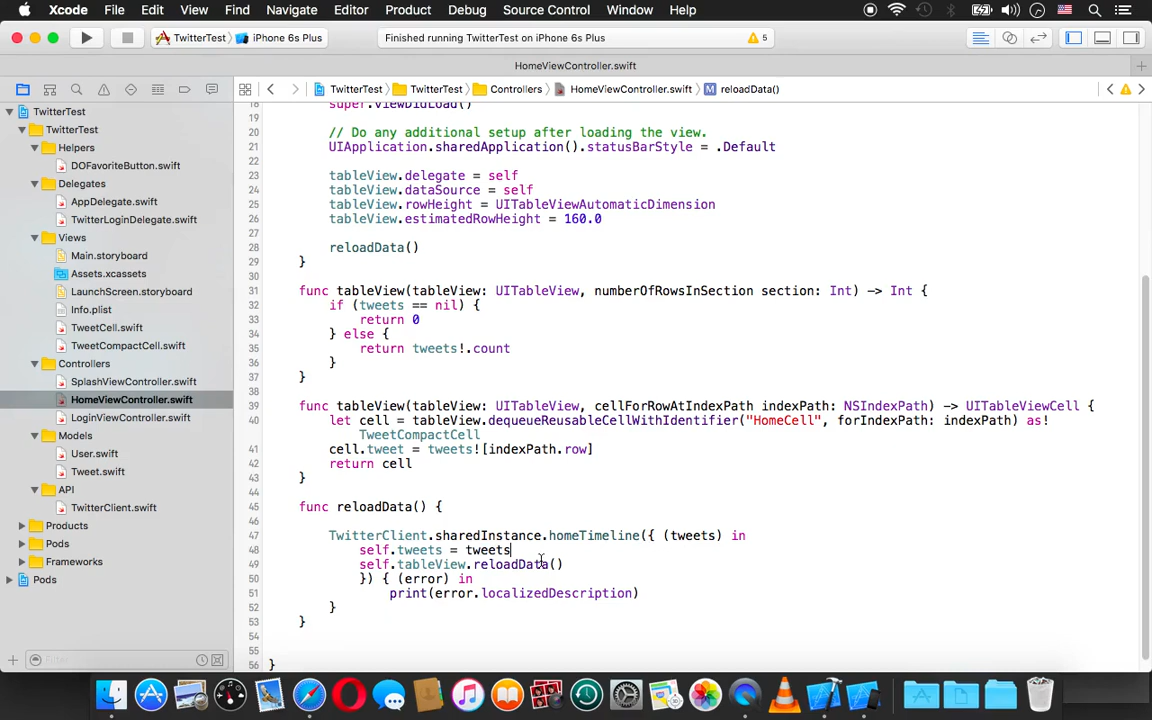 Xcode File Edit View Find Navigate Editor Product Debug Source Control Window Help
TwitterTest iPhone 6s Plus Finished running TwitterTest on iPhone 6s Plus 5
HomeViewController.swift
TwitterTest TwitterTest Controllers HomeViewController.swift M reloadData()
TwitterTest
TwitterTest
Helpers
DOFavoriteButton.swift
Delegates
AppDelegate.swift
TwitterLoginDelegate.swift
Views
Main.storyboard
Assets.xcassets
LaunchScreen.storyboard
Info.plist
TweetCell.swift
TweetCompactCell.swift
Controllers
SplashViewController.swift
HomeViewController.swift
LoginViewController.swift
Models
User.swift
Tweet.swift
API
TwitterClient.swift
Products
Pods
Frameworks
Pods
Filter
18 super.viewDidLoad()
19
20 // Do any additional setup after loading the view.
21 UIApplication.sharedApplication().statusBarStyle = .Default
22
23 tableView.delegate = self
24 tableView.dataSource = self
25 tableView.rowHeight = UITableViewAutomaticDimension
26 tableView.estimatedRowHeight = 160.0
27
28 reloadData()
29 }
30
31 func tableView(tableView: UITableView, numberOfRowsInSection section: Int) -> Int {
32 if (tweets == nil) {
33 return 0
34 } else {
35 return tweets!.count
36 }
37 }
38
39 func tableView(tableView: UITableView, cellForRowAtIndexPath indexPath: NSIndexPath) -> UITableViewCell {
40 let cell = tableView.dequeueReusableCellWithIdentifier("HomeCell", forIndexPath: indexPath) as!
TweetCompactCell
41 cell.tweet = tweets![indexPath.row]
42 return cell
43 }
44
45 func reloadData() {
46
47 TwitterClient.sharedInstance.homeTimeline({ (tweets) in
48 self.tweets = tweets
49 self.tableView.reloadData()
50 }) { (error) in
51 print(error.localizedDescription)
52 }
53 }
54
55
56 }